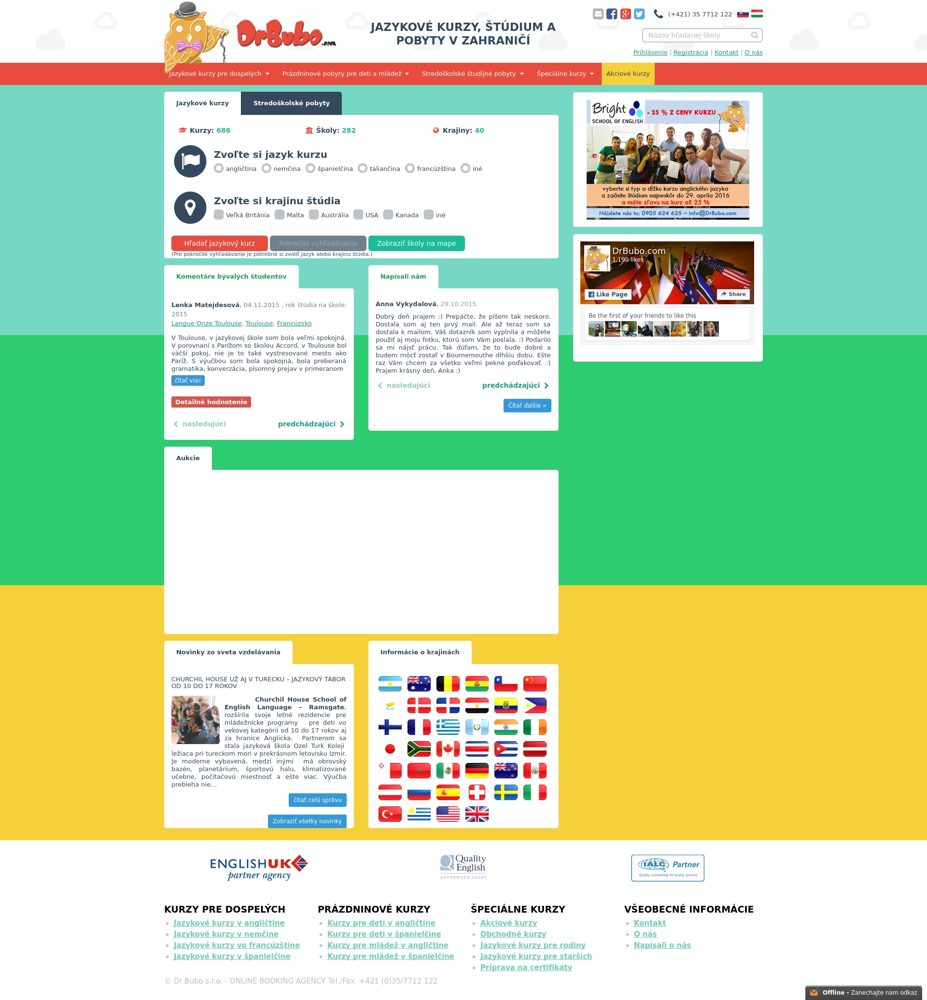 DrBubo.com
JAZYKOVÉ KURZY, ŠTÚDIUM A
POBYTY V ZAHRANIČÍ
(+421) 35 7712 122
Názov hľadanej školy
Prihlásenie | Registrácia | Kontakt | O nás
Jazykové kurzy pre dospelých
Prázdninové pobyty pre deti a mládež
Stredoškolské študijné pobyty
Špeciálne kurzy
Akciové kurzy
Jazykové kurzy
Stredoškolské pobyty
Kurzy: 686
Školy: 282
Krajiny: 40
Zvoľte si jazyk kurzu
angličtina nemčina španielčina taliančina francúzština iné
Zvoľte si krajinu štúdia
Veľká Británia Malta Austrália USA Kanada iné
Hľadať jazykový kurz
Pokročilé vyhľadávanie
Zobraziť školy na mape
(Pre pokročilé vyhľadávanie je potrebné si zvoliť jazyk alebo krajinu štúdia.)
Bright
SCHOOL OF ENGLISH
- 25 % Z CENY KURZU
vyberte si typ a dĺžku kurzu anglického jazyka
a začnite štúdium najneskôr do 29. apríla 2016
a máte zľavu na kurz až 25 %
Nájdete nás tu: 0905 624 625 – info@DrBubo.com
DrBubo.com
1,190 likes
Like Page
Share
Be the first of your friends to like this
Komentáre bývalých študentov
Lenka Matejdesová, 04.11.2015 , rok štúdia na škole:
2015
Langue Onze Toulouse, Toulouse, Francúzsko
V Toulouse, v jazykovej škole som bola veľmi spokojná.
V porovnaní s Parížom so školou Accord, v Toulouse bol
väčší pokoj, nie je to také vystresované mesto ako
Paríž. S výučbou som bola spokojná, bola preberaná
gramatika, konverzácia, písomný prejav v primeranom
čítať viac
Detailné hodnotenie
nasledujúci
predchádzajúci
Napísali nám
Anna Vykydalová, 29.10.2015
Dobrý deň prajem :) Prepáčte, že píšem tak neskoro.
Dostala som aj ten prvý mail. Ale až teraz som sa
dostala k mailom. Váš dotazník som vyplnila a môžete
použiť aj moju fotku, ktorú som Vám poslala. :) Podarilo
sa mi nájsť prácu. Tak dúfam, že to bude dobré a
budem môcť zostať v Bournemouthe dlhšiu dobu. Ešte
raz Vám chcem za všetko veľmi pekne poďakovať. :)
Prajem krásny deň, Anka :)
nasledujúci
predchádzajúci
Čítať ďalšie »
Aukcie
Novinky zo sveta vzdelávania
CHURCHIL HOUSE UŽ AJ V TURECKU – JAZYKOVÝ TÁBOR
OD 10 DO 17 ROKOV
Churchil House School of
English Language – Ramsgate,
rozšírila svoje letné rezidencie pre
mládežnícke programy pre deti vo
vekovej kategórii od 10 do 17 rokov aj
za hranice Anglicka. Partnerom sa
stala jazyková škola Ozel Turk Koleji
ležiaca pri tureckom mori v prekrásnom letovisku Izmir.
Je moderne vybavená, medzi inými má obrovský
bazén, planetárium, športovú halu, klimatizované
učebne, počítačovú miestnosť a ešte viac. Výučba
prebieha nie...
čítať celú správu
Zobraziť všetky novinky
Informácie o krajinách
ENGLISHUK
partner agency
Quality
English
AUTHORISED AGENT
IALC Partner
Quality counselling for quality schools
KURZY PRE DOSPELÝCH
Jazykové kurzy v angličtine
Jazykové kurzy v nemčine
Jazykové kurzy vo francúzštine
Jazykové kurzy v španielčine
PRÁZDNINOVÉ KURZY
Kurzy pre deti v angličtine
Kurzy pre deti v španielčine
Kurzy pre mládež v angličtine
Kurzy pre mládež v španielčine
ŠPECIÁLNE KURZY
Akciové kurzy
Obchodné kurzy
Jazykové kurzy pre rodiny
Jazykové kurzy pre starších
Príprava na certifikáty
VŠEOBECNÉ INFORMÁCIE
Kontakt
O nás
Napísali o nás
© Dr Bubo s.r.o. - ONLINE BOOKING AGENCY Tel./Fax. +421 (0)35/7712 122
Offline - Zanechajte nam odkaz